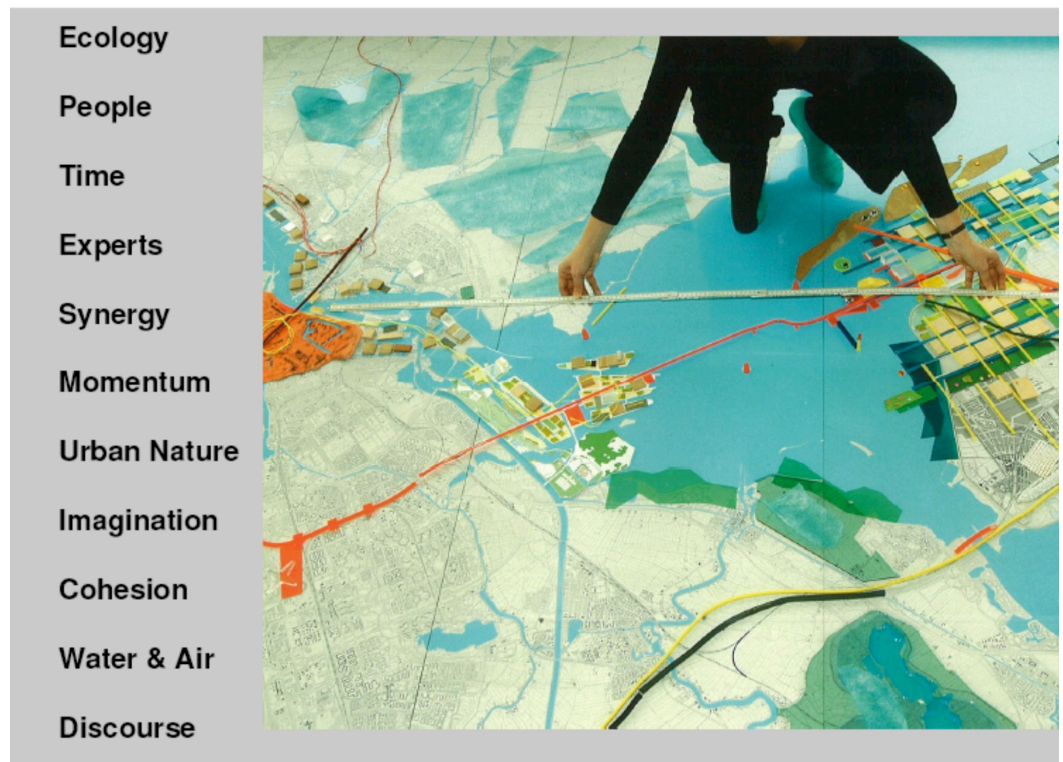 Ecology
People
Time
Experts
Synergy
Momentum
Urban Nature
Imagination
Cohesion
Water & Air
Discourse